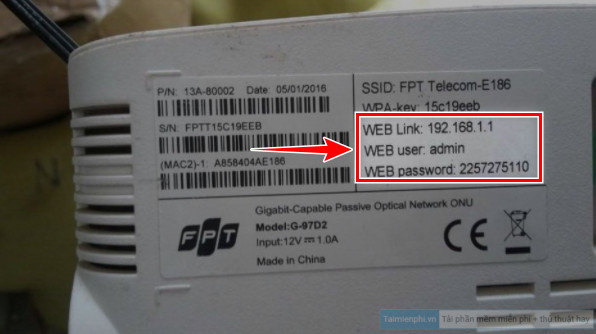 P/N: 13A-80002 Date: 05/01/2016
S/N: FPTT15C19EEB
(MAC2)-1: A858404AE186
SSID: FPT Telecom-E186
WPA-key: 15c19eeb
WEB Link: 192.168.1.1
WEB user: admin
WEB password: 2257275110
FPT
Gigabit-Capable Passive Optical Network ONU
Model:G-97D2
Input:12V⎓1.0A
Made in China
CE
Taimienphi.vn Tải phần mềm miễn phí + thủ thuật hay